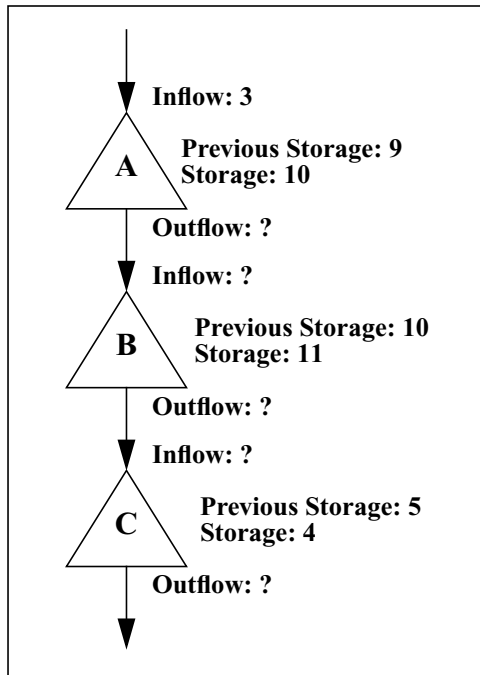 Inflow: 3
A
Previous Storage: 9
Storage: 10
Outflow: ?
Inflow: ?
B
Previous Storage: 10
Storage: 11
Outflow: ?
Inflow: ?
C
Previous Storage: 5
Storage: 4
Outflow: ?